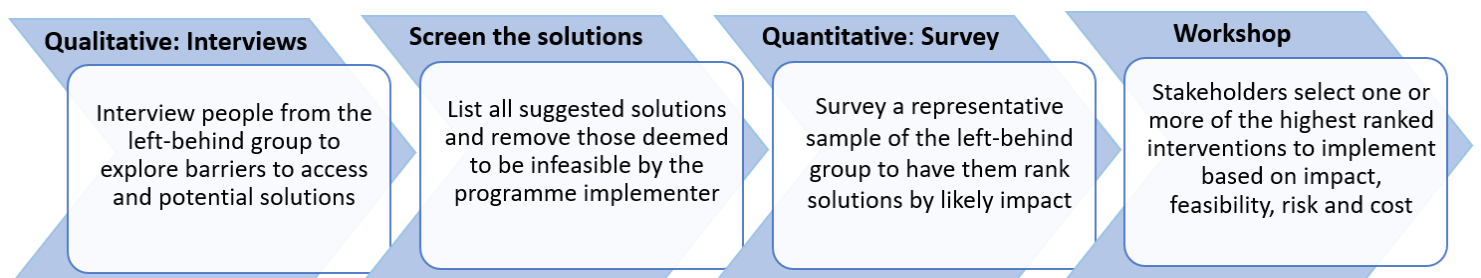 Qualitative: Interviews
Interview people from the
left-behind group to
explore barriers to access
and potential solutions
Screen the solutions
List all suggested solutions
and remove those deemed
to be infeasible by the
programme implementer
Quantitative: Survey
Survey a representative
sample of the left-behind
group to have them rank
solutions by likely impact
Workshop
Stakeholders select one or
more of the highest ranked
interventions to implement
based on impact,
feasibility, risk and cost